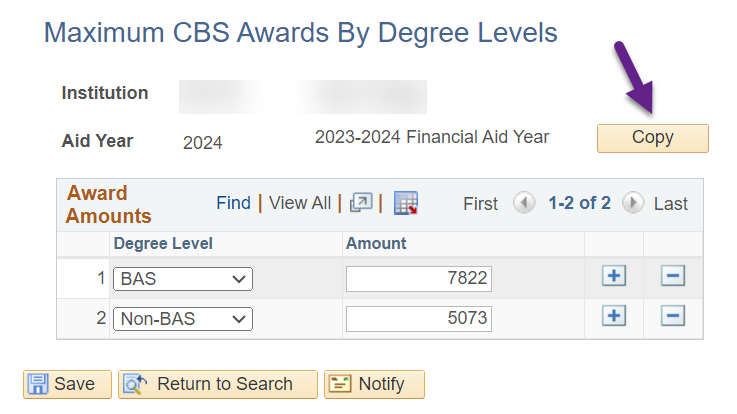 Maximum CBS Awards By Degree Levels
Institution
Aid Year 2024 2023-2024 Financial Aid Year Copy
Award Amounts Find | View All | | First 1-2 of 2 Last
Degree Level Amount
1 BAS 7822
2 Non-BAS 5073
Save Return to Search Notify